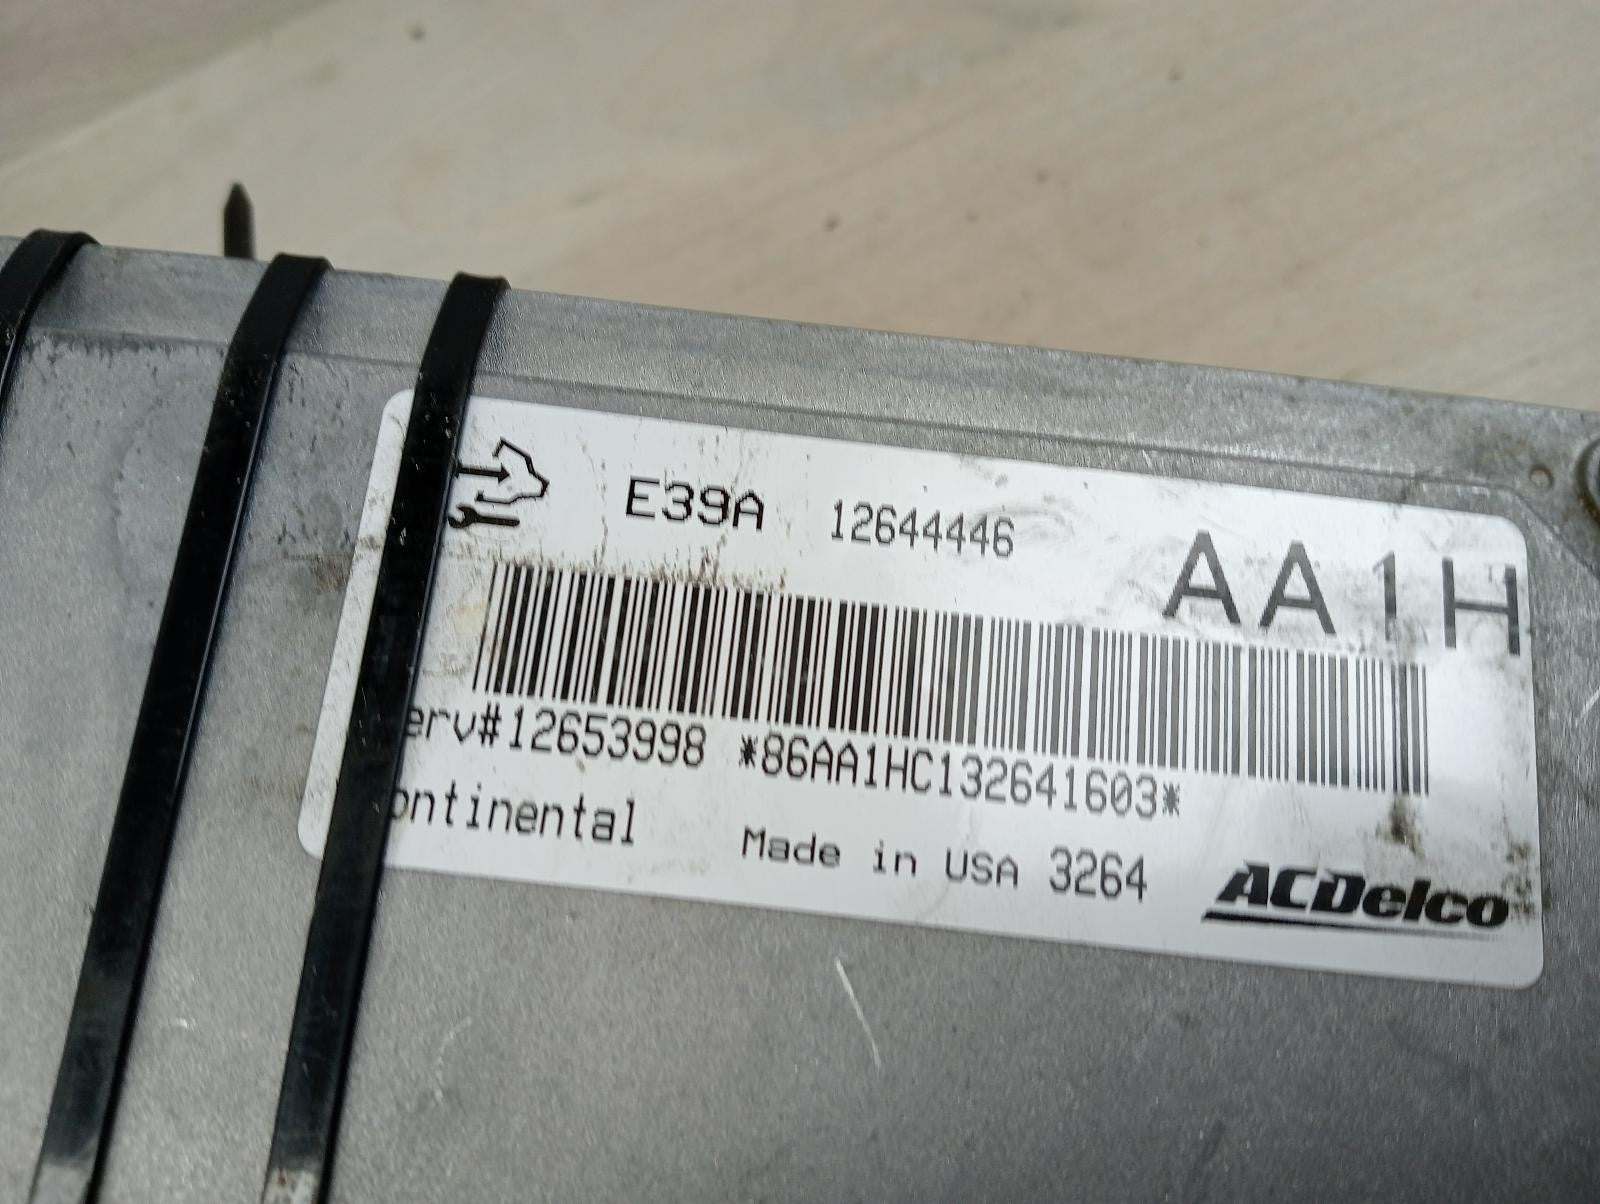 E39A 12644446
AA1H
erv#12653998 *86AA1HC132641603*
ontinental Made in USA 3264
ACDelco